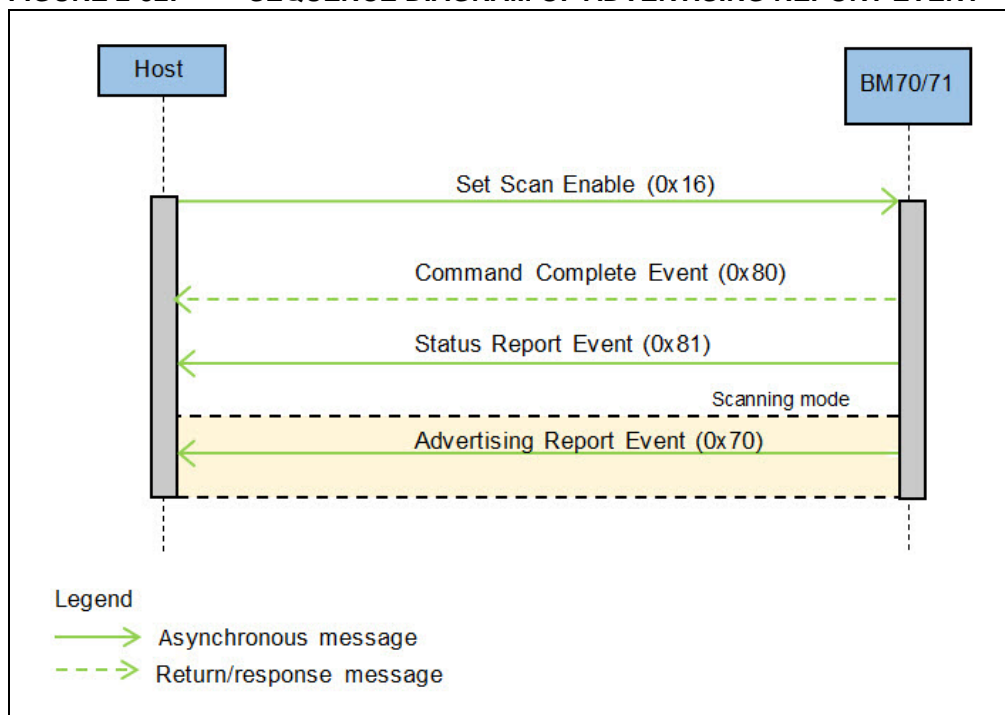 Host
BM70/71
Set Scan Enable (0x16)
Command Complete Event (0x80)
Status Report Event (0x81)
Scanning mode
Advertising Report Event (0x70)
Legend
Asynchronous message
Return/response message